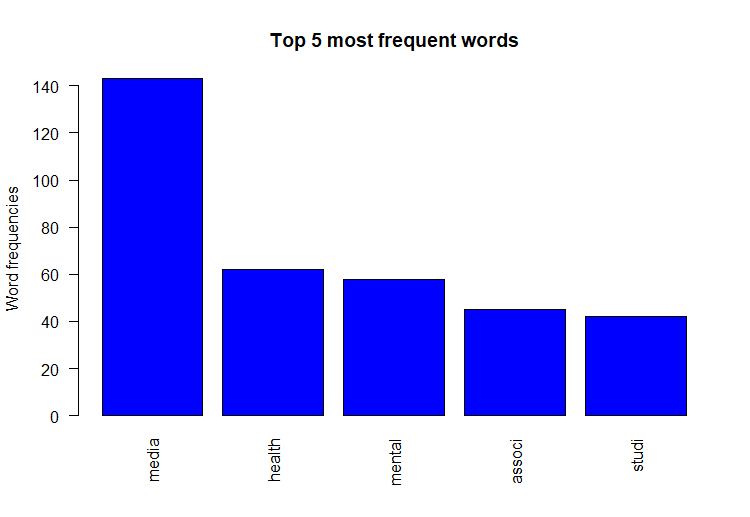 Top 5 most frequent words
Word frequencies
140
120
100
80
60
40
20
0
media
health
mental
associ
studi